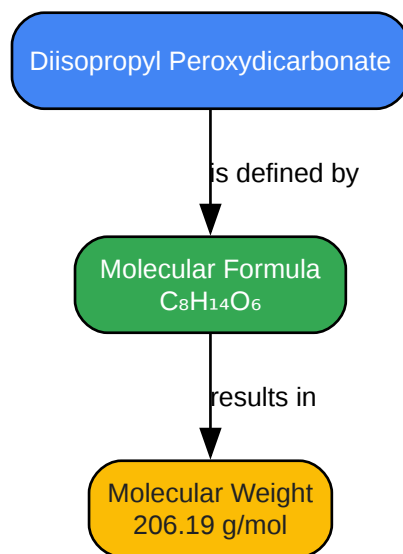 Diisopropyl Peroxydicarbonate
is defined by
Molecular Formula
C₈H₁₄O₆
results in
Molecular Weight
206.19 g/mol